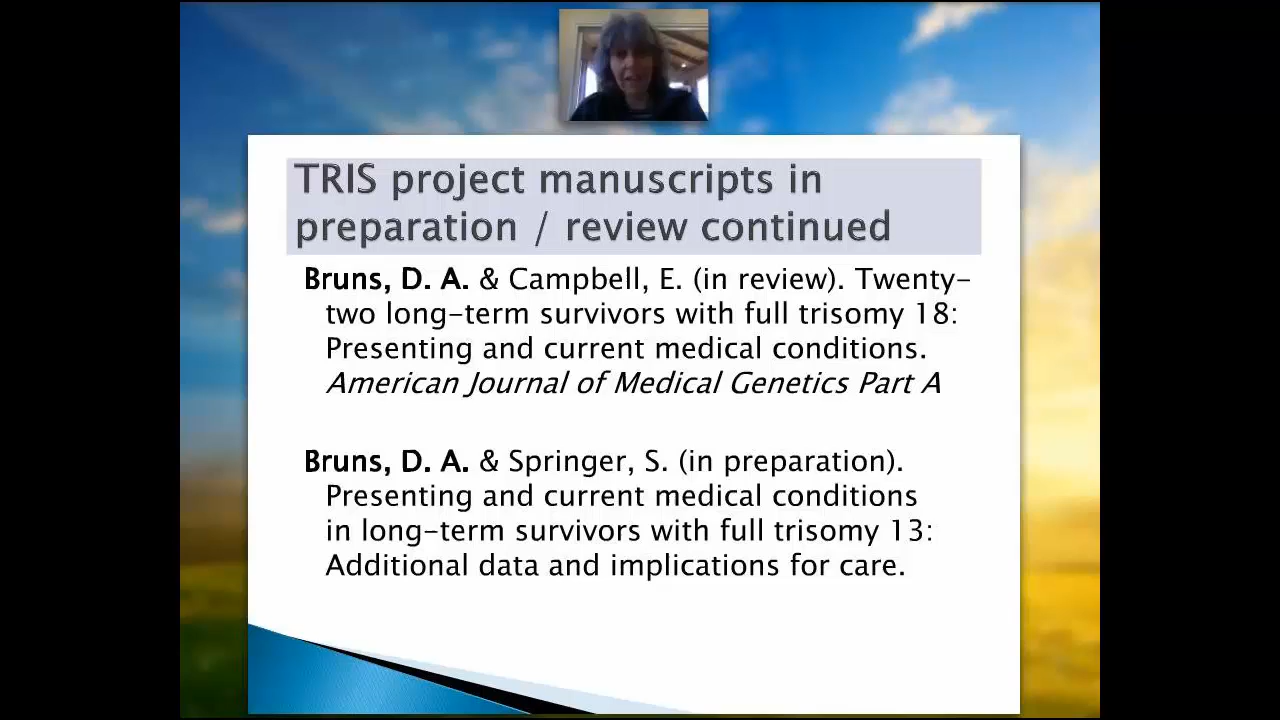 TRIS project manuscripts in
preparation / review continued
Bruns, D. A. & Campbell, E. (in review). Twenty-
two long-term survivors with full trisomy 18:
Presenting and current medical conditions.
American Journal of Medical Genetics Part A
Bruns, D. A. & Springer, S. (in preparation).
Presenting and current medical conditions
in long-term survivors with full trisomy 13:
Additional data and implications for care.